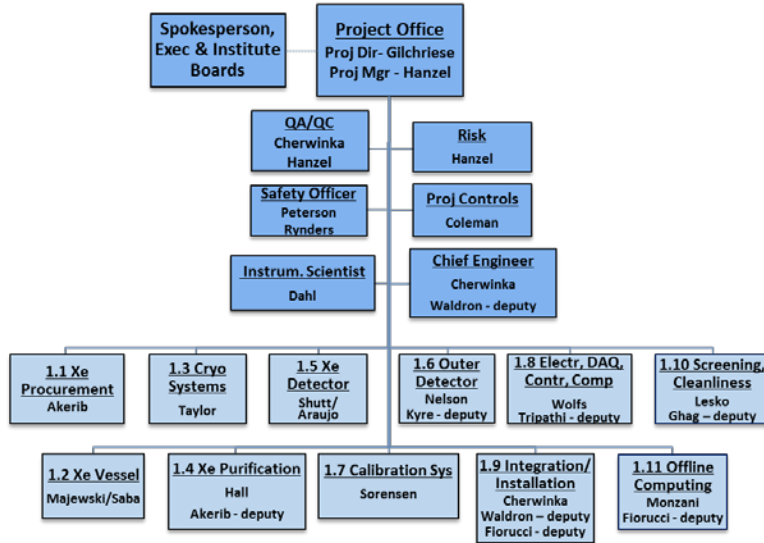 Spokesperson,
Exec & Institute
Boards
Project Office
Proj Dir- Gilchriese
Proj Mgr - Hanzel
QA/QC
Cherwinka
Hanzel
Risk
Hanzel
Safety Officer
Peterson
Rynders
Proj Controls
Coleman
Instrum. Scientist
Dahl
Chief Engineer
Cherwinka
Waldron - deputy
1.1 Xe
Procurement
Akerib
1.3 Cryo
Systems
Taylor
1.5 Xe
Detector
Shutt/
Araujo
1.6 Outer
Detector
Nelson
Kyre - deputy
1.8 Electr, DAQ,
Contr, Comp
Wolfs
Tripathi - deputy
1.10 Screening,
Cleanliness
Lesko
Ghag – deputy
1.2 Xe Vessel
Majewski/Saba
1.4 Xe Purification
Hall
Akerib - deputy
1.7 Calibration Sys
Sorensen
1.9 Integration/
Installation
Cherwinka
Waldron – deputy
Fiorucci - deputy
1.11 Offline
Computing
Monzani
Fiorucci - deputy